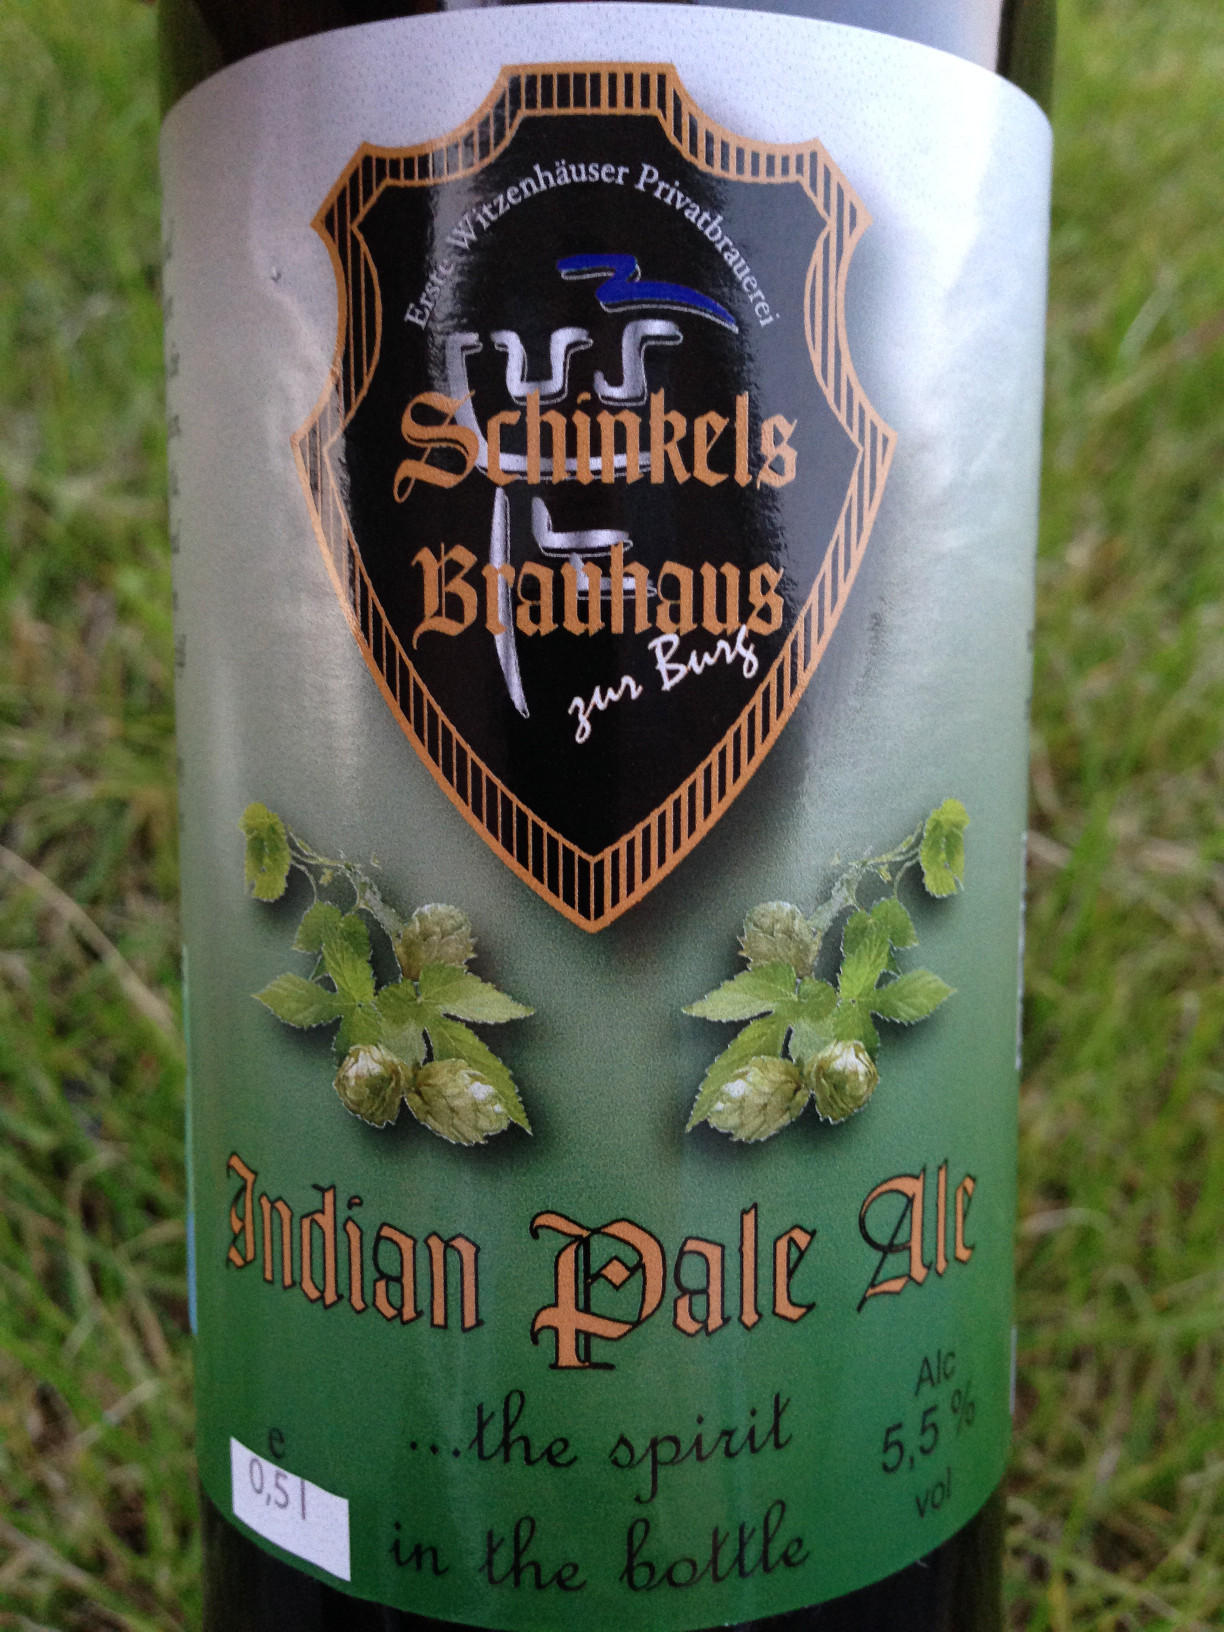 Erste Witzenhäuser Privatbrauerei
Schinkels
Brauhaus
zur Burg
Indian Pale Ale
...the spirit
in the bottle
Alc
5,5 %
vol
e
0,5 l